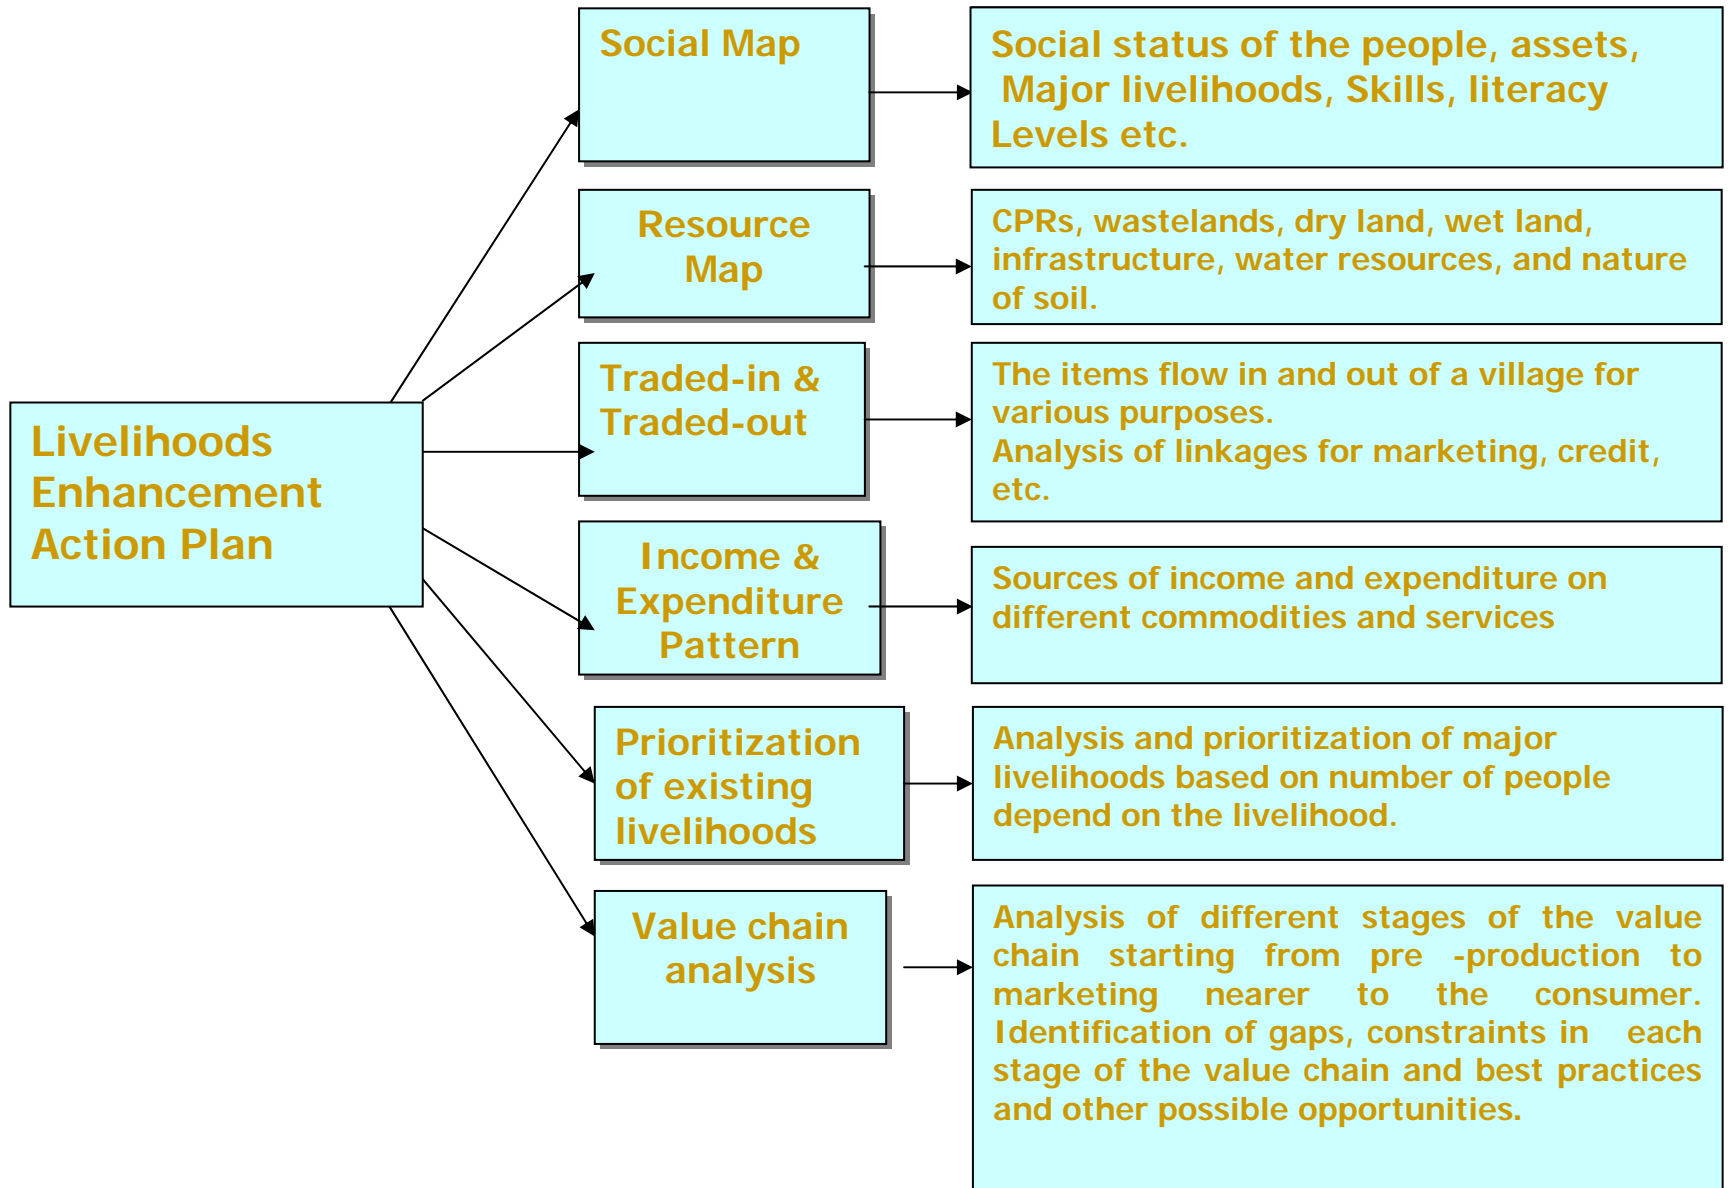 Livelihoods
Enhancement
Action Plan
Social Map
Social status of the people, assets,
Major livelihoods, Skills, literacy
Levels etc.
Resource
Map
CPRs, wastelands, dry land, wet land,
infrastructure, water resources, and nature
of soil.
Traded-in &
Traded-out
The items flow in and out of a village for
various purposes.
Analysis of linkages for marketing, credit,
etc.
Income &
Expenditure
Pattern
Sources of income and expenditure on
different commodities and services
Prioritization
of existing
livelihoods
Analysis and prioritization of major
livelihoods based on number of people
depend on the livelihood.
Value chain
analysis
Analysis of different stages of the value
chain starting from pre -production to
marketing nearer to the consumer.
Identification of gaps, constraints in each
stage of the value chain and best practices
and other possible opportunities.